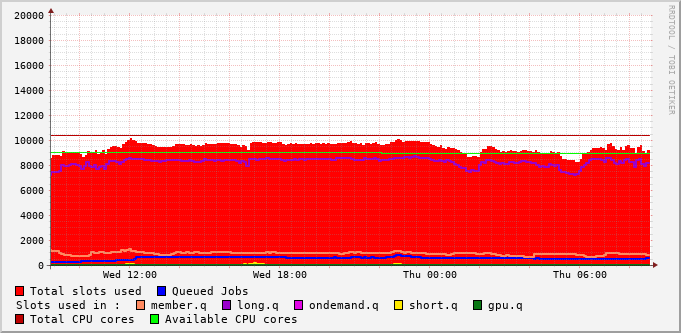 20000
18000
16000
14000
12000
10000
8000
6000
4000
2000
0
Wed 12:00 Wed 18:00 Thu 00:00 Thu 06:00
RRDTOOL / TOBI OETIKER
Total slots used Queued Jobs
Slots used in : member.q long.q ondemand.q short.q gpu.q
Total CPU cores Available CPU cores